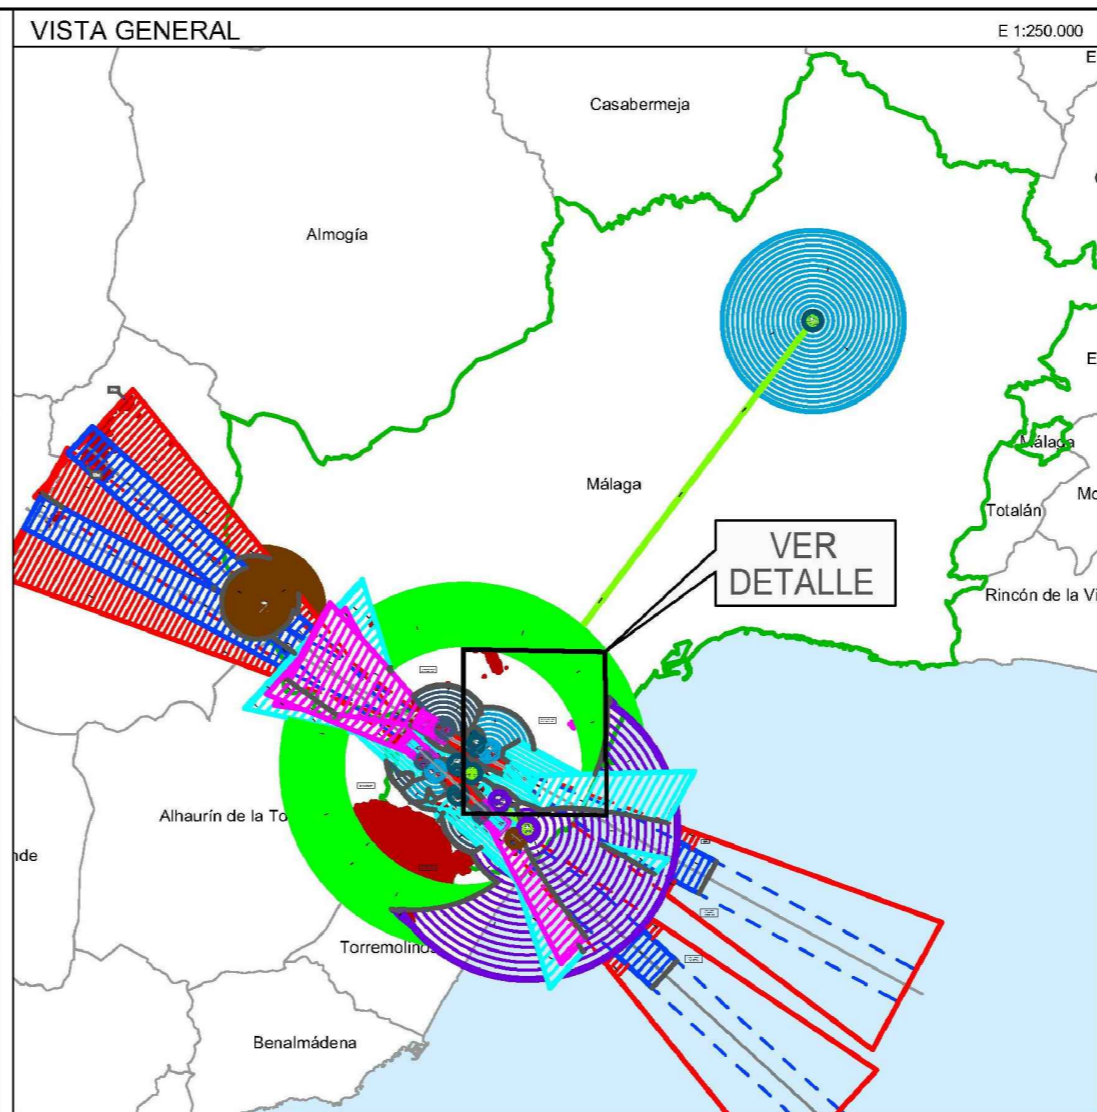 VISTA GENERAL
E 1:250.000
Casabermeja
Almogía
Málaga
Málaga
Totalán
VER
DETALLE
Rincón de la Vi
Alhaurín de la To
nde
Torremolinos
Benalmádena